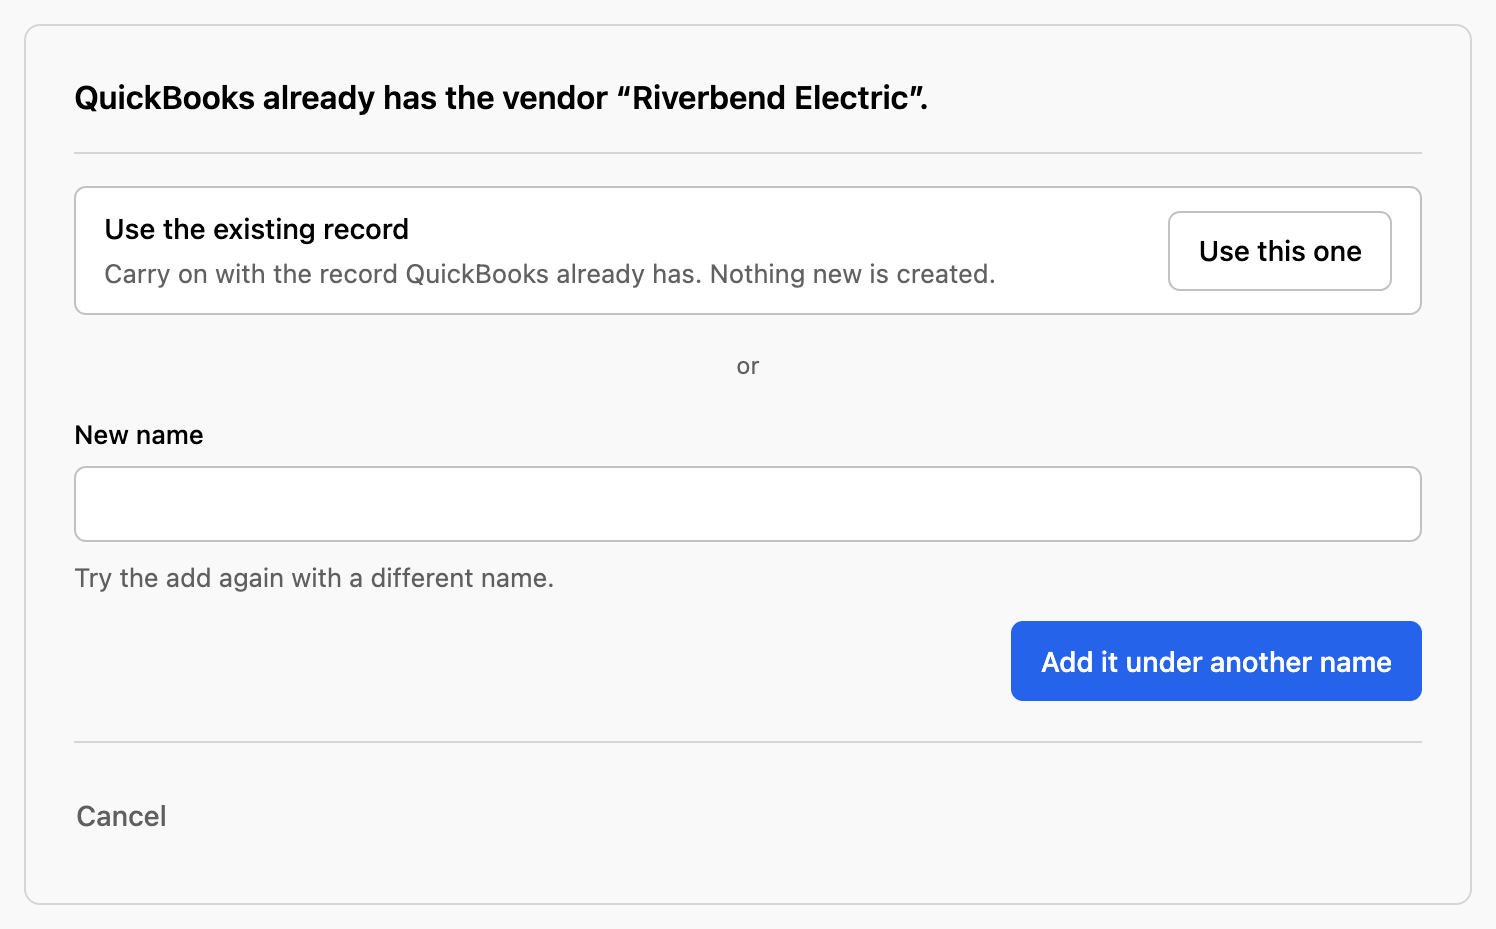 QuickBooks already has the vendor “Riverbend Electric”.
Use the existing record
Carry on with the record QuickBooks already has. Nothing new is created.
Use this one
or
New name
Try the add again with a different name.
Add it under another name
Cancel